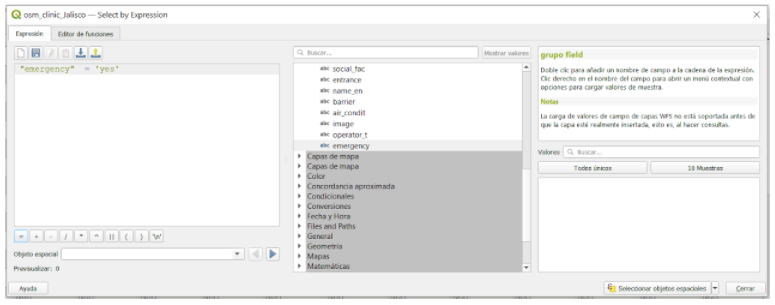 osm_clinic_Jalisco — Select by Expression
Expresión
Editor de funciones
"emergency" = 'yes'
= + - / * ^ || ( ) '\n'
Objeto espacial
Previsualizar: 0
Buscar...
Mostrar valores
abc social_fac
abc entrance
abc name_en
abc barrier
abc air_condit
abc image
abc operator_t
abc emergency
Capas de mapa
Capas de mapa
Color
Concordancia aproximada
Condicionales
Conversiones
Fecha y Hora
Files and Paths
General
Geometría
Mapas
Matemáticas
grupo field
Doble clic para añadir un nombre de campo a la cadena de la expresión.
Clic derecho en el nombre del campo para abrir un menú contextual con
opciones para cargar valores de muestra.
Notas
La carga de valores de campo de capas WFS no está soportada antes de
que la capa esté realmente insertada, esto es, al hacer consultas.
Valores
Buscar...
Todos únicos
10 Muestras
Ayuda
Seleccionar objetos espaciales
Cerrar